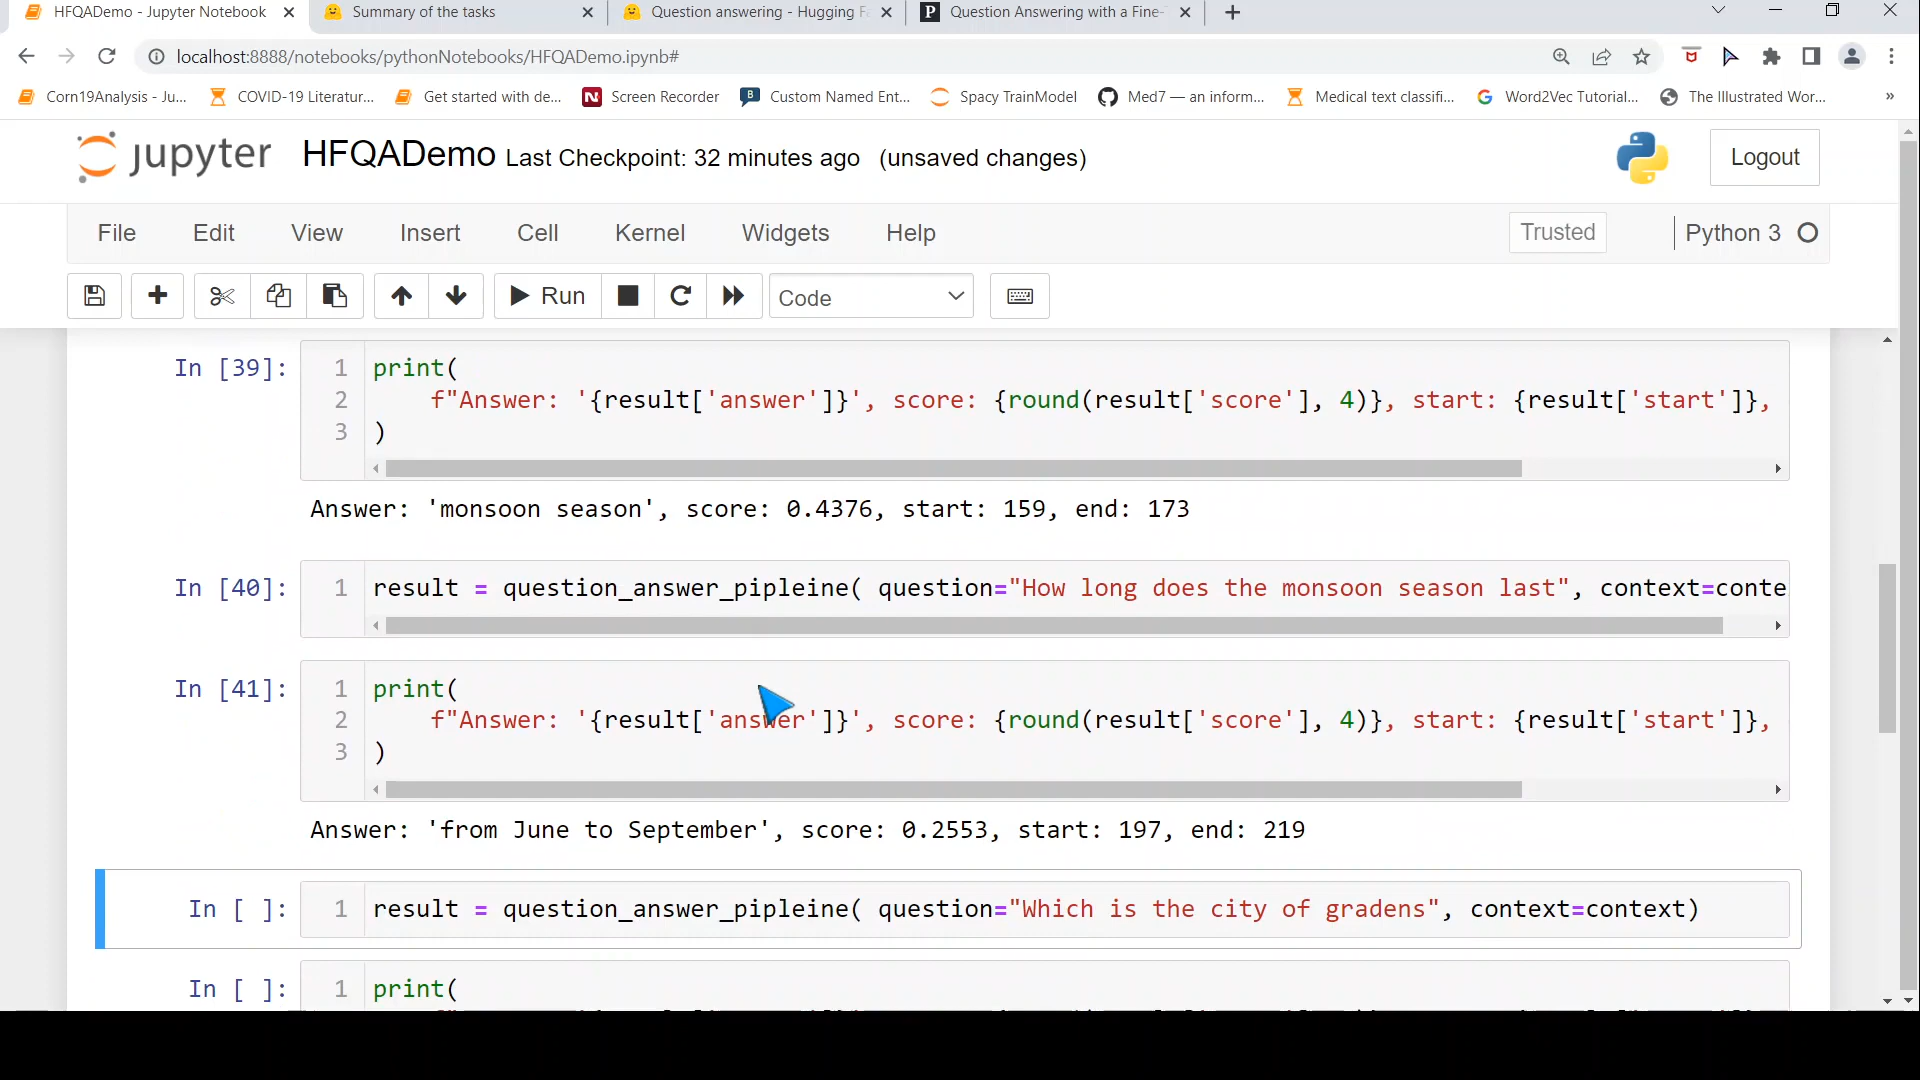 HFQADemo - Jupyter Notebook
Summary of the tasks
Question answering - Hugging Fa
Question Answering with a Fine-T
localhost:8888/notebooks/pythonNotebooks/HFQADemo.ipynb#
Corn19Analysis - Ju...
COVID-19 Literatur...
Get started with de...
Screen Recorder
Custom Named Ent...
Spacy TrainModel
Med7 — an inform...
Medical text classifi...
Word2Vec Tutorial...
The Illustrated Wor...
»
jupyter HFQADemo Last Checkpoint: 32 minutes ago (unsaved changes)
Logout
File Edit View Insert Cell Kernel Widgets Help
Trusted
Python 3
Run
Code
In [39]:
1 print(
2 f"Answer: '{result['answer']}', score: {round(result['score'], 4)}, start: {result['start']},
3 )
Answer: 'monsoon season', score: 0.4376, start: 159, end: 173
In [40]:
1 result = question_answer_pipleine( question="How long does the monsoon season last", context=conte
In [41]:
1 print(
2 f"Answer: '{result['answer']}', score: {round(result['score'], 4)}, start: {result['start']},
3 )
Answer: 'from June to September', score: 0.2553, start: 197, end: 219
In [ ]:
1 result = question_answer_pipleine( question="Which is the city of gradens", context=context)
In [ ]:
1 print(